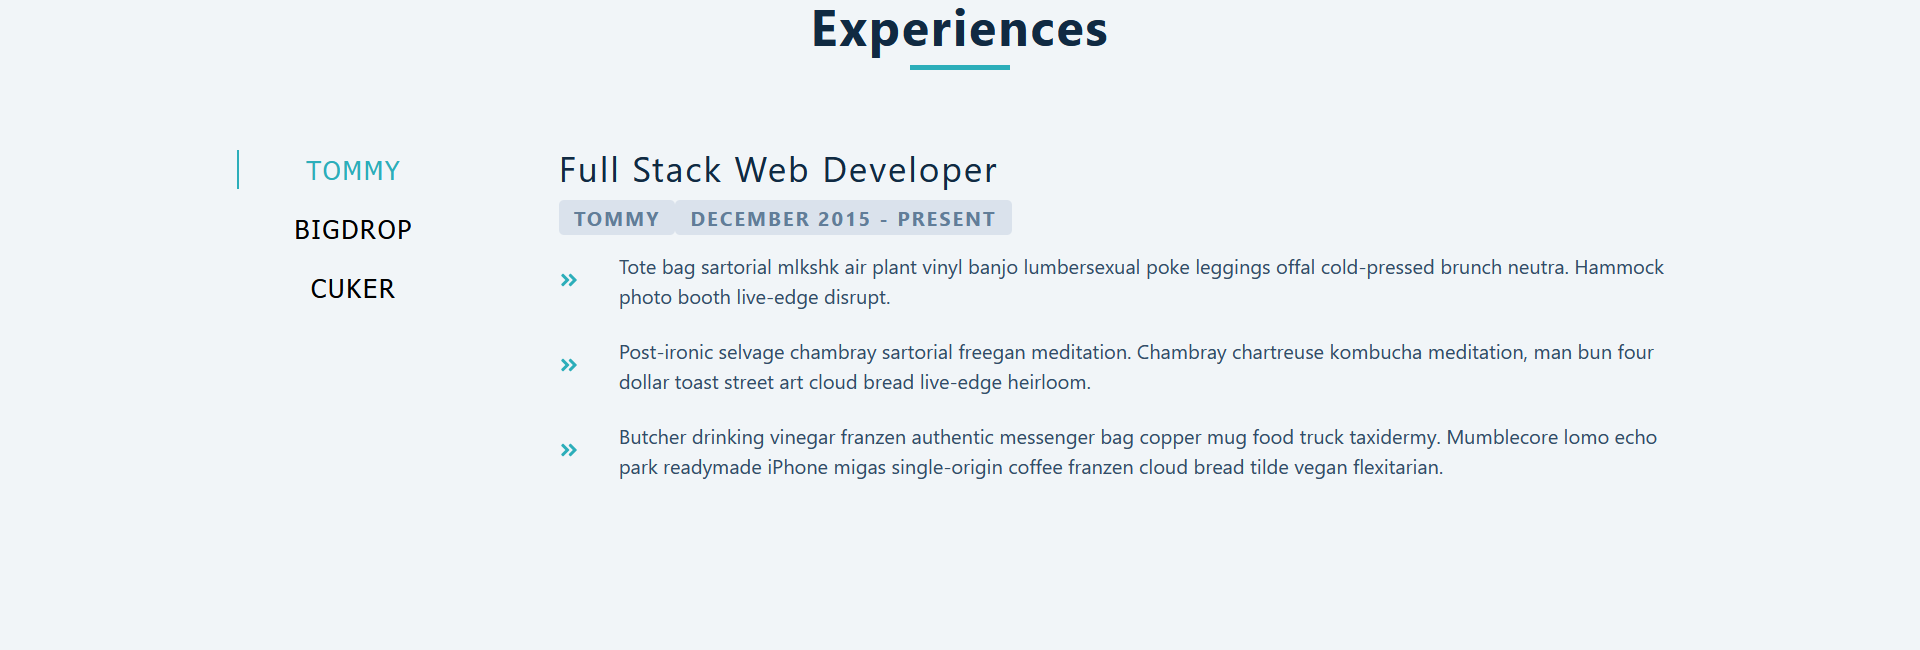 Experiences
TOMMY
BIGDROP
CUKER
Full Stack Web Developer
TOMMY DECEMBER 2015 - PRESENT
Tote bag sartorial mlkshk air plant vinyl banjo lumbersexual poke leggings offal cold-pressed brunch neutra. Hammock
photo booth live-edge disrupt.
Post-ironic selvage chambray sartorial freegan meditation. Chambray chartreuse kombucha meditation, man bun four
dollar toast street art cloud bread live-edge heirloom.
Butcher drinking vinegar franzen authentic messenger bag copper mug food truck taxidermy. Mumblecore lomo echo
park readymade iPhone migas single-origin coffee franzen cloud bread tilde vegan flexitarian.